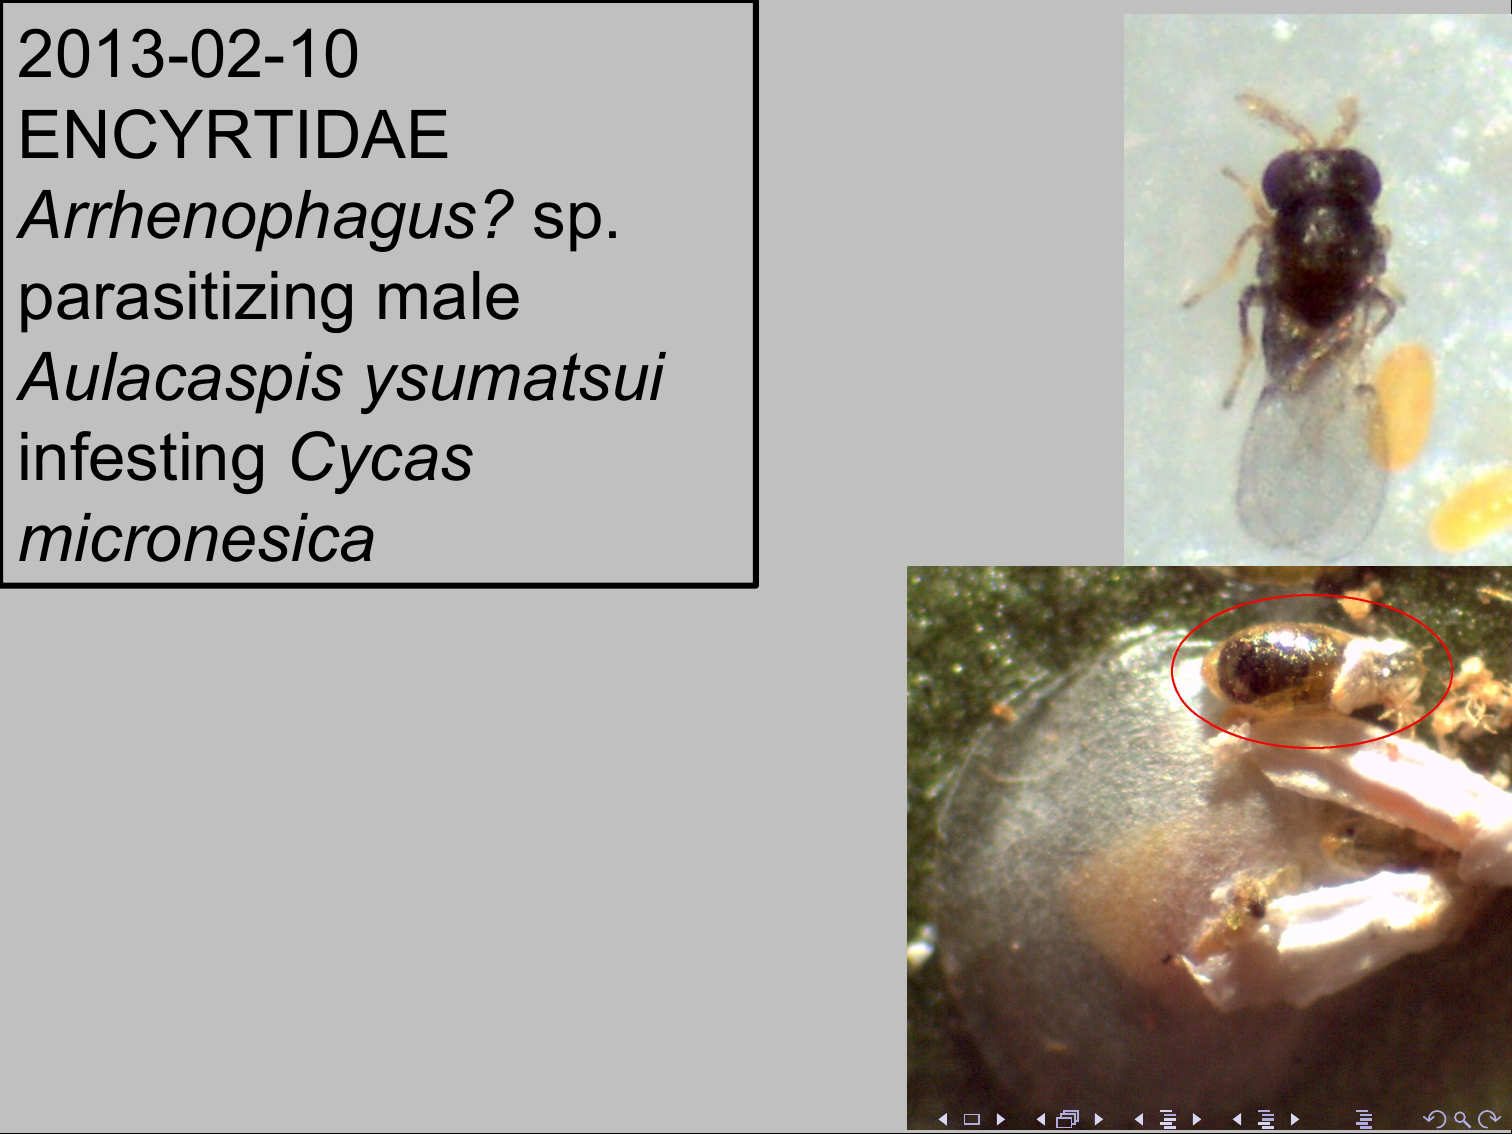 2013-02-10
ENCYRTIDAE
Arrhenophagus? sp.
parasitizing male
Aulacaspis ysumatsui
infesting Cycas
micronesica